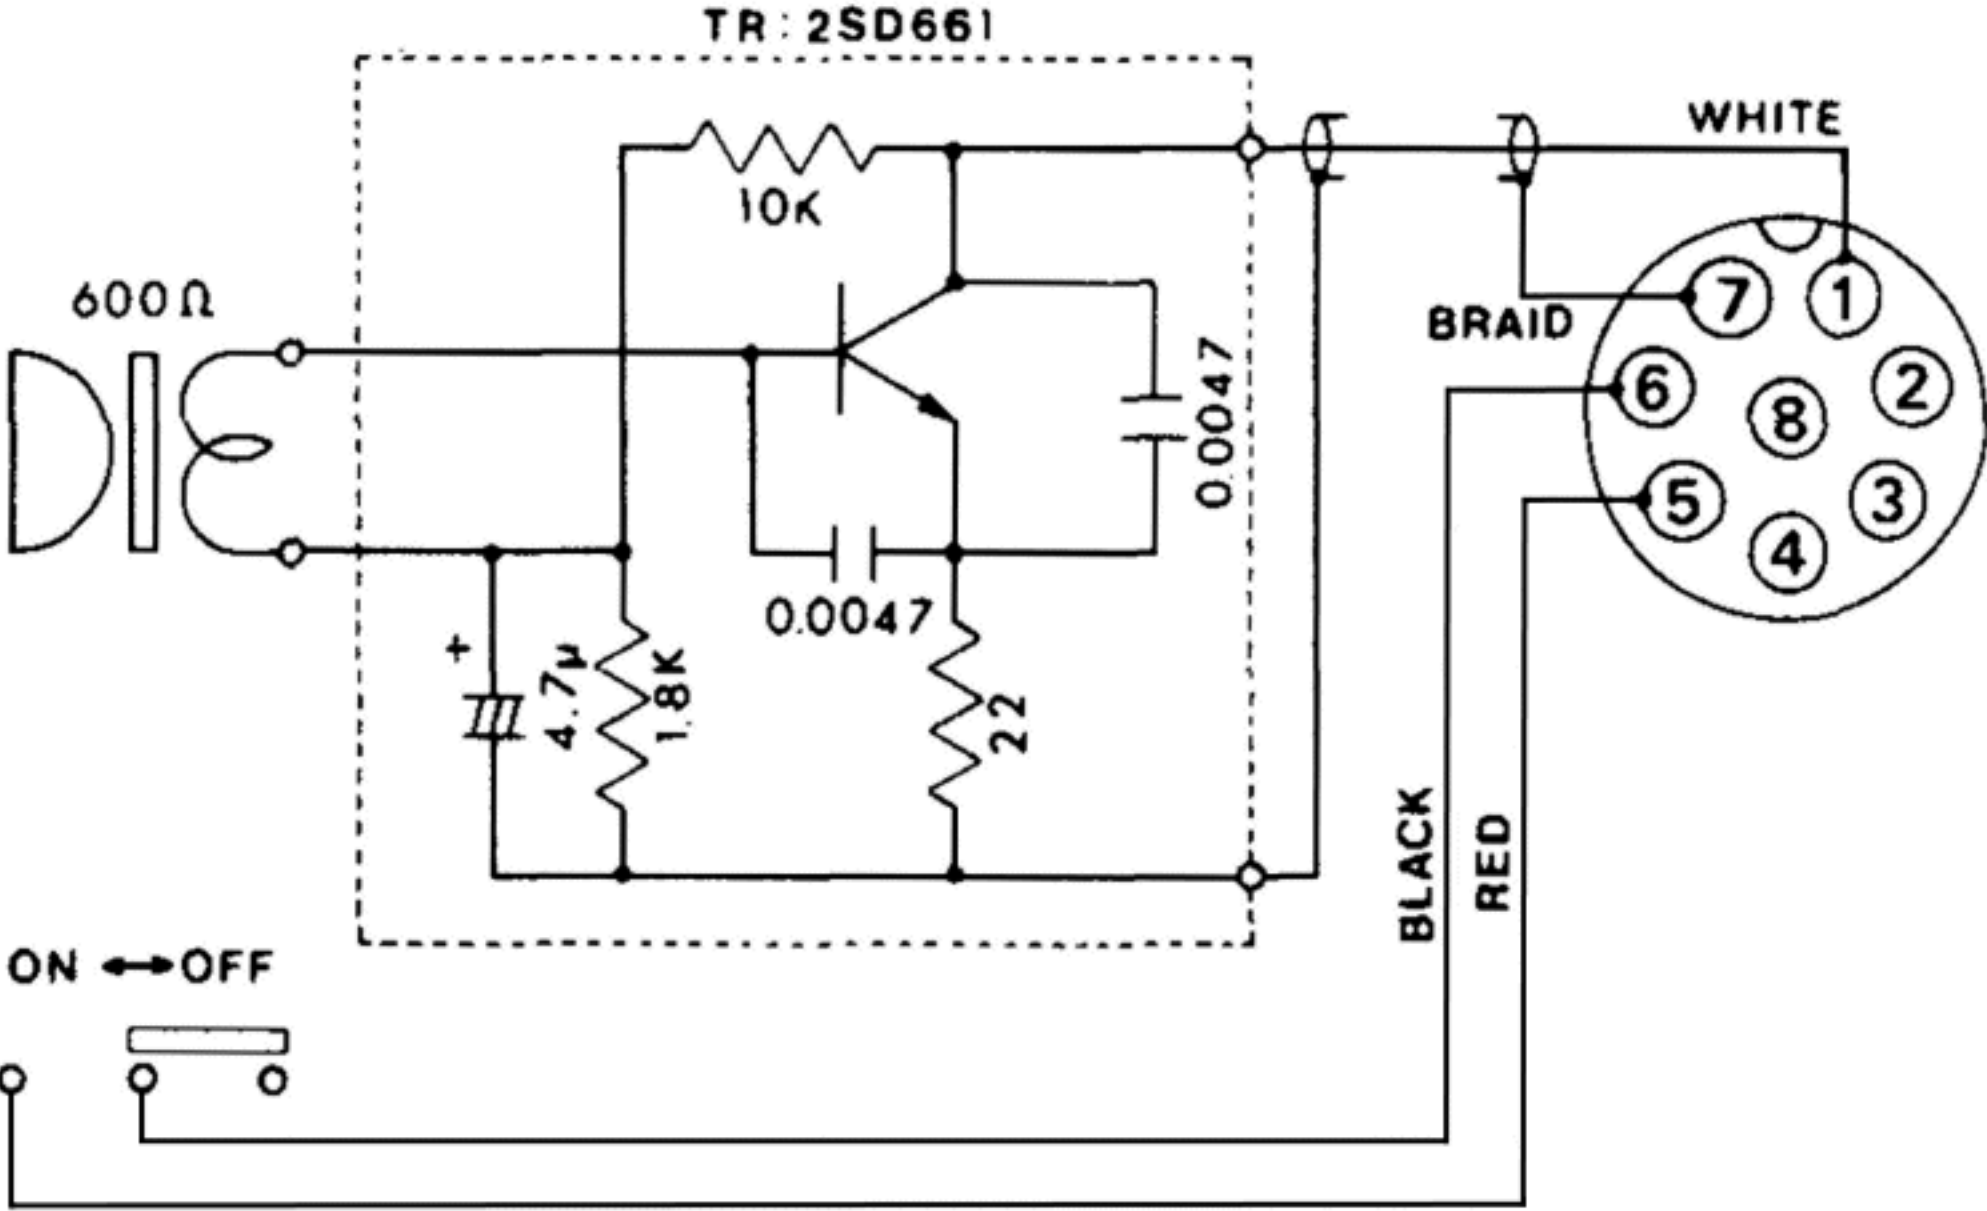 TR: 2SD661
WHITE
10K
600Ω
BRAID
7
1
6
2
8
5
3
4
0.0047
0.0047
+
4.7μ
1.8K
22
BLACK
RED
ON ↔ OFF